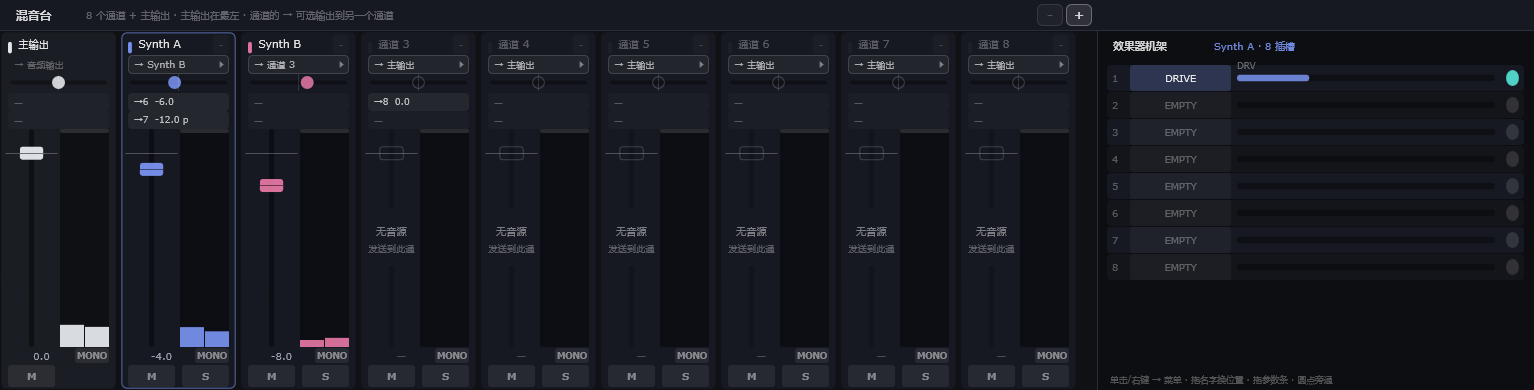 混音台
8 个通道 + 主输出 · 主输出在最左 · 通道的 → 可选输出到另一个通道
-
+
主输出
→ 音频输出
—
—
0.0
MONO
M
Synth A
-
→ Synth B
→6 -6.0
→7 -12.0 p
-4.0
MONO
M
S
Synth B
-
→ 通道 3
—
—
-8.0
MONO
M
S
通道 3
-
→ 主输出
→8 0.0
无音源
发送到此通
—
MONO
M
S
通道 4
-
→ 主输出
—
—
无音源
发送到此通
—
MONO
M
S
通道 5
-
→ 主输出
—
—
无音源
发送到此通
—
MONO
M
S
通道 6
-
→ 主输出
—
—
无音源
发送到此通
—
MONO
M
S
通道 7
-
→ 主输出
—
—
无音源
发送到此通
—
MONO
M
S
通道 8
-
→ 主输出
—
—
无音源
发送到此通
—
MONO
M
S
效果器机架
Synth A · 8 插槽
DRV
1 DRIVE
2 EMPTY
3 EMPTY
4 EMPTY
5 EMPTY
6 EMPTY
7 EMPTY
8 EMPTY
单击/右键 → 菜单 · 拖名字换位置 · 拖参数条 · 圆点旁通